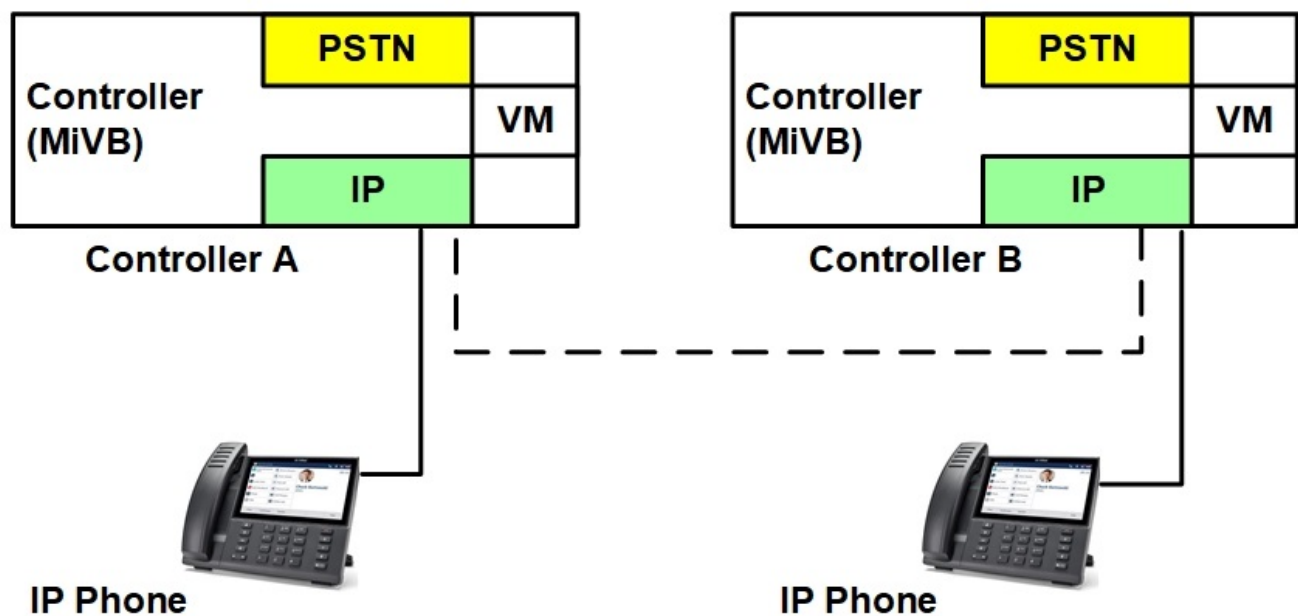 PSTN
Controller
(MiVB)
VM
IP
Controller A
PSTN
Controller
(MiVB)
VM
IP
Controller B
IP Phone
IP Phone